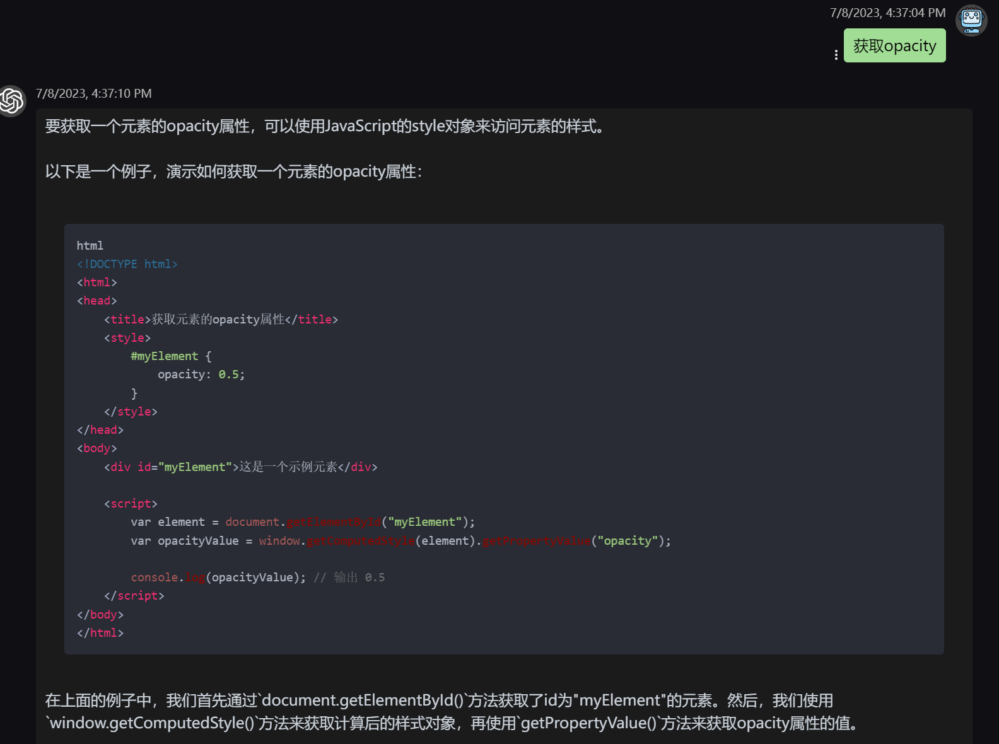 7/8/2023, 4:37:04 PM
获取opacity
7/8/2023, 4:37:10 PM
要获取一个元素的opacity属性，可以使用JavaScript的style对象来访问元素的样式。
以下是一个例子，演示如何获取一个元素的opacity属性：
html
<!DOCTYPE html>
<html>
<head>
    <title>获取元素的opacity属性</title>
    <style>
        #myElement {
            opacity: 0.5;
        }
    </style>
</head>
<body>
    <div id="myElement">这是一个示例元素</div>
    <script>
        var element = document.getElementById("myElement");
        var opacityValue = window.getComputedStyle(element).getPropertyValue("opacity");
        console.log(opacityValue); // 输出 0.5
    </script>
</body>
</html>
在上面的例子中，我们首先通过`document.getElementById()`方法获取了id为"myElement"的元素。然后，我们使用
`window.getComputedStyle()`方法来获取计算后的样式对象，再使用`getPropertyValue()`方法来获取opacity属性的值。